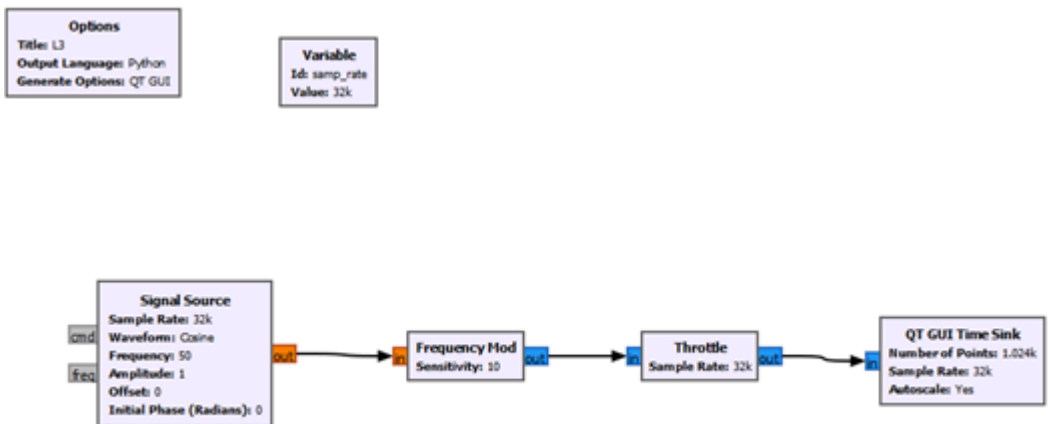 Options
Title: L3
Output Language: Python
Generate Options: QT GUI
Variable
Id: samp_rate
Value: 32k
Signal Source
Sample Rate: 32k
Waveform: Cosine
Frequency: 50
Amplitude: 1
Offset: 0
Initial Phase (Radians): 0
cmd
freq
out
in
Frequency Mod
Sensitivity: 10
out
in
Throttle
Sample Rate: 32k
out
in
QT GUI Time Sink
Number of Points: 1.024k
Sample Rate: 32k
Autoscale: Yes